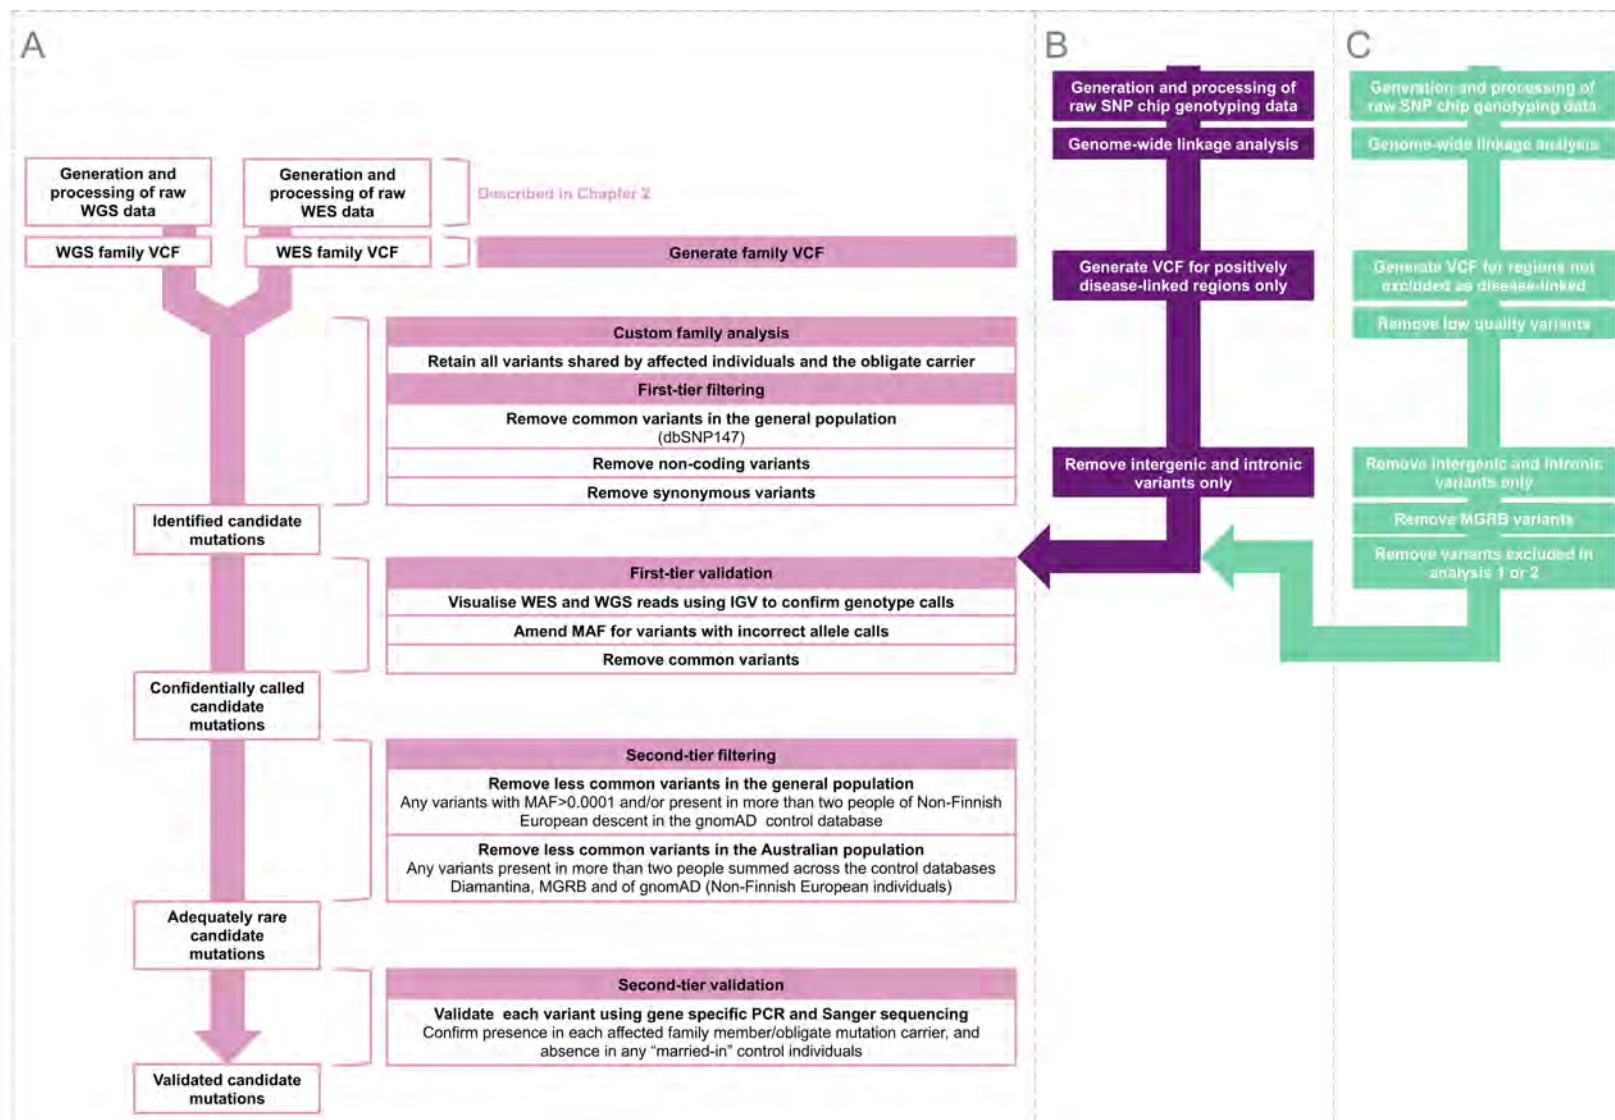 A
Generation and
processing of raw
WGS data
Generation and
processing of raw
WES data
Described in Chapter 2
WGS family VCF
WES family VCF
Generate family VCF
Custom family analysis
Retain all variants shared by affected individuals and the obligate carrier
First-tier filtering
Remove common variants in the general population
(dbSNP147)
Remove non-coding variants
Remove synonymous variants
Identified candidate
mutations
First-tier validation
Visualise WES and WGS reads using IGV to confirm genotype calls
Amend MAF for variants with incorrect allele calls
Remove common variants
Confidentially called
candidate
mutations
Second-tier filtering
Remove less common variants in the general population
Any variants with MAF>0.0001 and/or present in more than two people of Non-Finnish
European descent in the gnomAD control database
Remove less common variants in the Australian population
Any variants present in more than two people summed across the control databases
Diamantina, MGRB and of gnomAD (Non-Finnish European individuals)
Adequately rare
candidate
mutations
Second-tier validation
Validate each variant using gene specific PCR and Sanger sequencing
Confirm presence in each affected family member/obligate mutation carrier, and
absence in any “married-in” control individuals
Validated candidate
mutations
B
Generation and processing of
raw SNP chip genotyping data
Genome-wide linkage analysis
Generate VCF for positively
disease-linked regions only
Remove intergenic and intronic
variants only
C
Generation and processing of
raw SNP chip genotyping data
Genome-wide linkage analysis
Generate VCF for regions not
excluded as disease-linked
Remove low quality variants
Remove intergenic and intronic
variants only
Remove MGRB variants
Remove variants excluded in
analysis 1 or 2